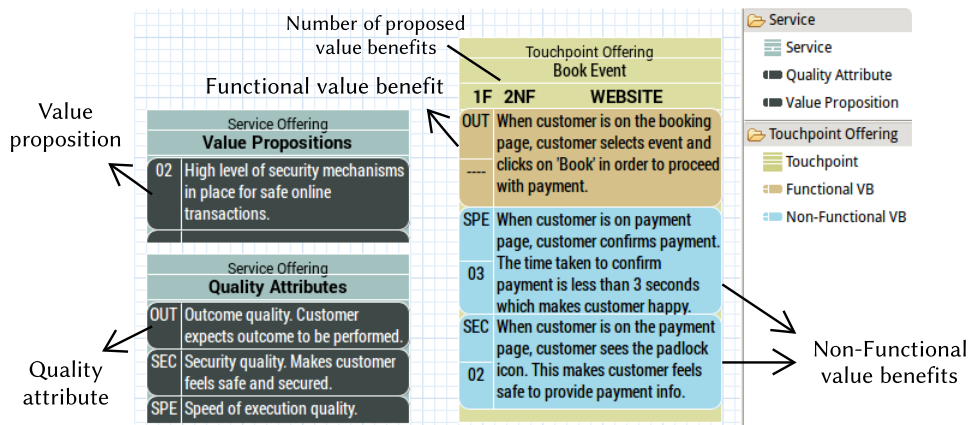 Number of proposed
value benefits
Functional value benefit
Value
proposition
Service Offering
Value Propositions
02 High level of security mechanisms
in place for safe online
transactions.
Service Offering
Quality Attributes
OUT Outcome quality. Customer
expects outcome to be performed.
SEC Security quality. Makes customer
feels safe and secured.
SPE Speed of execution quality.
Quality
attribute
Touchpoint Offering
Book Event
1F 2NF WEBSITE
OUT When customer is on the booking
page, customer selects event and
clicks on 'Book' in order to proceed
---- with payment.
SPE When customer is on payment
page, customer confirms payment.
The time taken to confirm
03 payment is less than 3 seconds
which makes customer happy.
SEC When customer is on the payment
page, customer sees the padlock
02 icon. This makes customer feels
safe to provide payment info.
Service
Service
Quality Attribute
Value Proposition
Touchpoint Offering
Touchpoint
Functional VB
Non-Functional VB
Non-Functional
value benefits